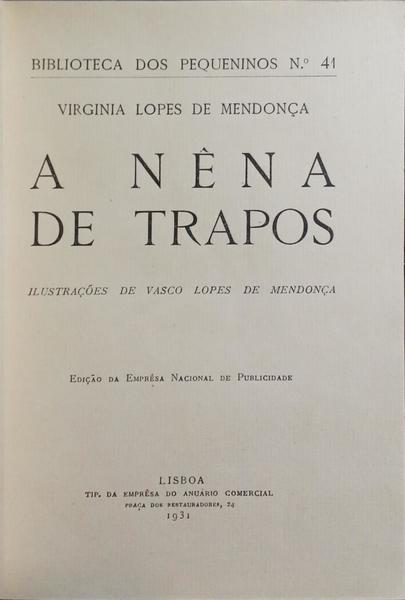 BIBLIOTECA DOS PEQUENINOS N.º 41
VIRGINIA LOPES DE MENDONÇA
A NÊNA
DE TRAPOS
ILUSTRAÇÕES DE VASCO LOPES DE MENDONÇA
EDIÇÃO DA EMPRÊSA NACIONAL DE PUBLICIDADE
LISBOA
TIP. DA EMPRÊSA DO ANUÁRIO COMERCIAL
PRAÇA DOS RESTAURADORES, 24
1931